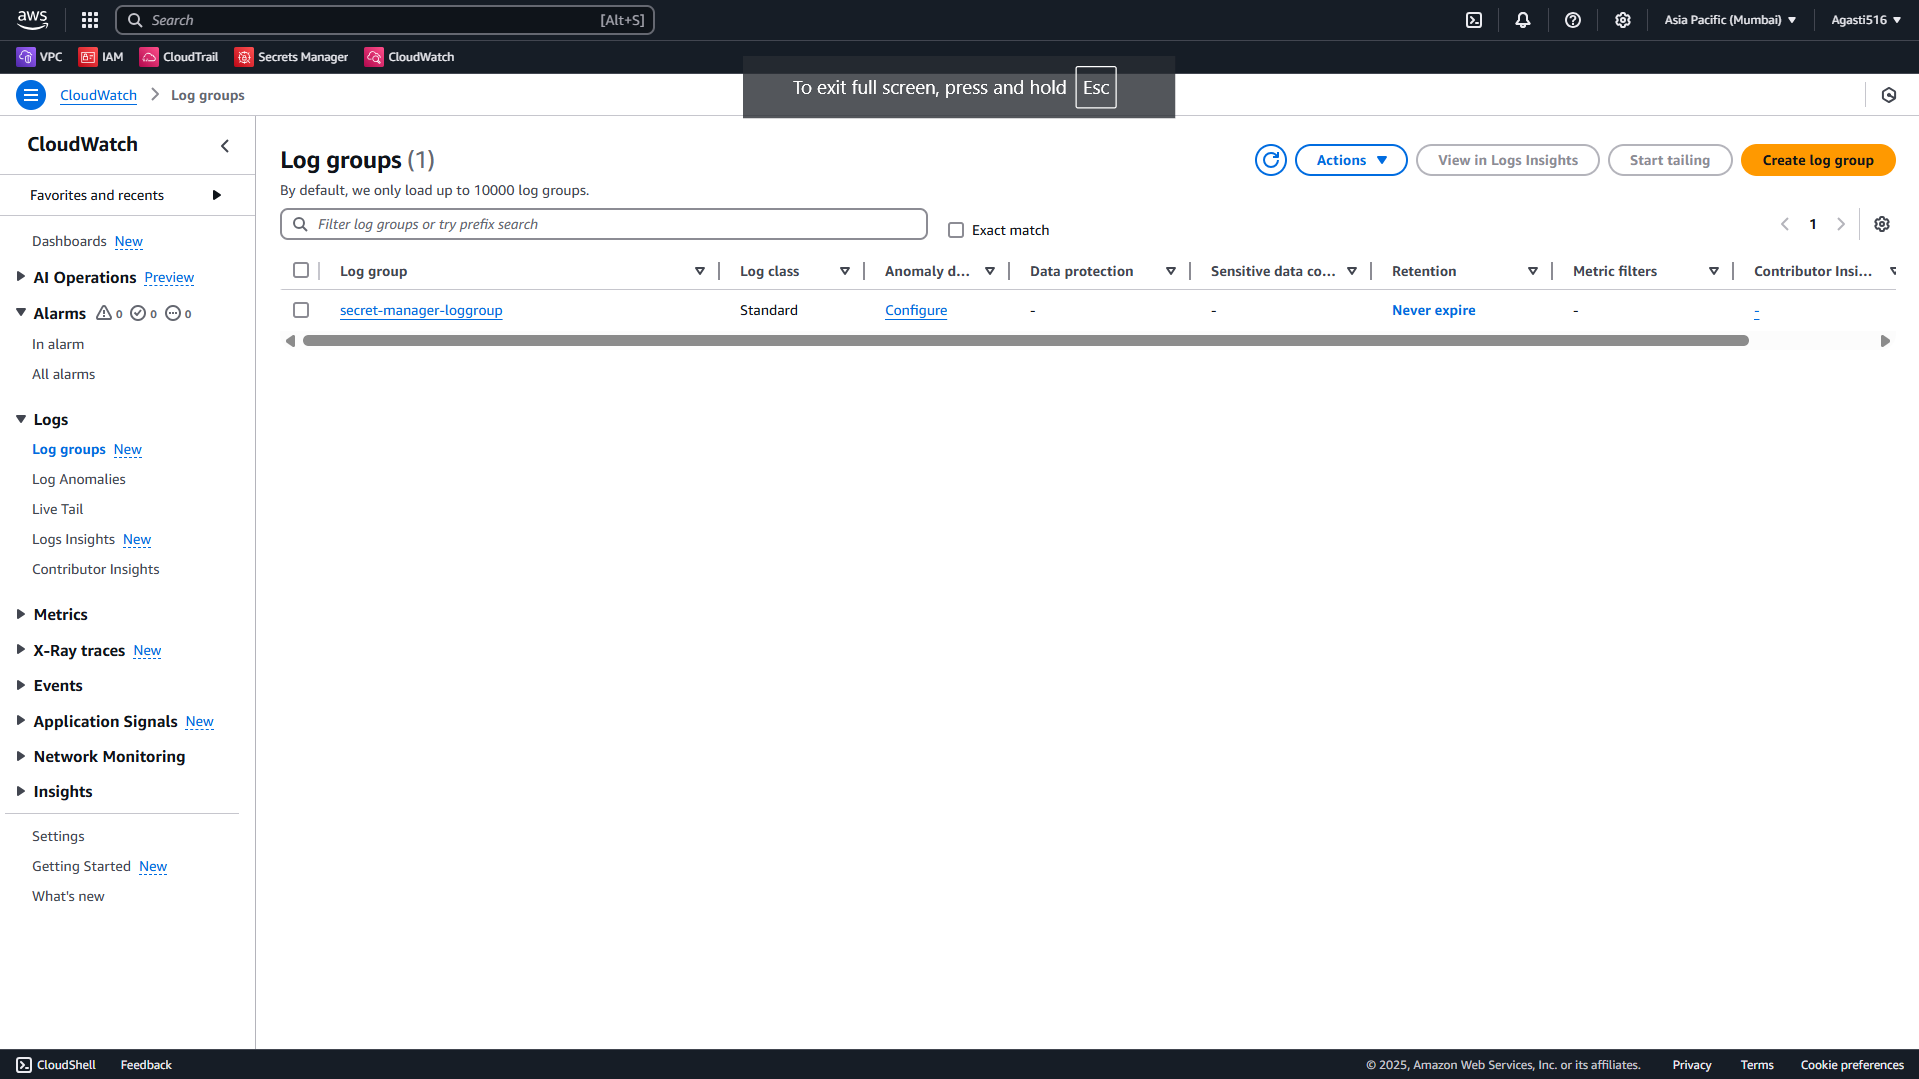 aws
Search [Alt+S]
Asia Pacific (Mumbai) Agasti516
VPC IAM CloudTrail Secrets Manager CloudWatch
To exit full screen, press and hold Esc
CloudWatch > Log groups
CloudWatch
Favorites and recents
Dashboards New
AI Operations Preview
Alarms 0 0 0
In alarm
All alarms
Logs
Log groups New
Log Anomalies
Live Tail
Logs Insights New
Contributor Insights
Metrics
X-Ray traces New
Events
Application Signals New
Network Monitoring
Insights
Settings
Getting Started New
What's new
Log groups (1)
Actions View in Logs Insights Start tailing Create log group
By default, we only load up to 10000 log groups.
Filter log groups or try prefix search Exact match 1
Log group Log class Anomaly d... Data protection Sensitive data co... Retention Metric filters Contributor Insi...
secret-manager-loggroup Standard Configure - - Never expire - -
CloudShell Feedback
© 2025, Amazon Web Services, Inc. or its affiliates. Privacy Terms Cookie preferences